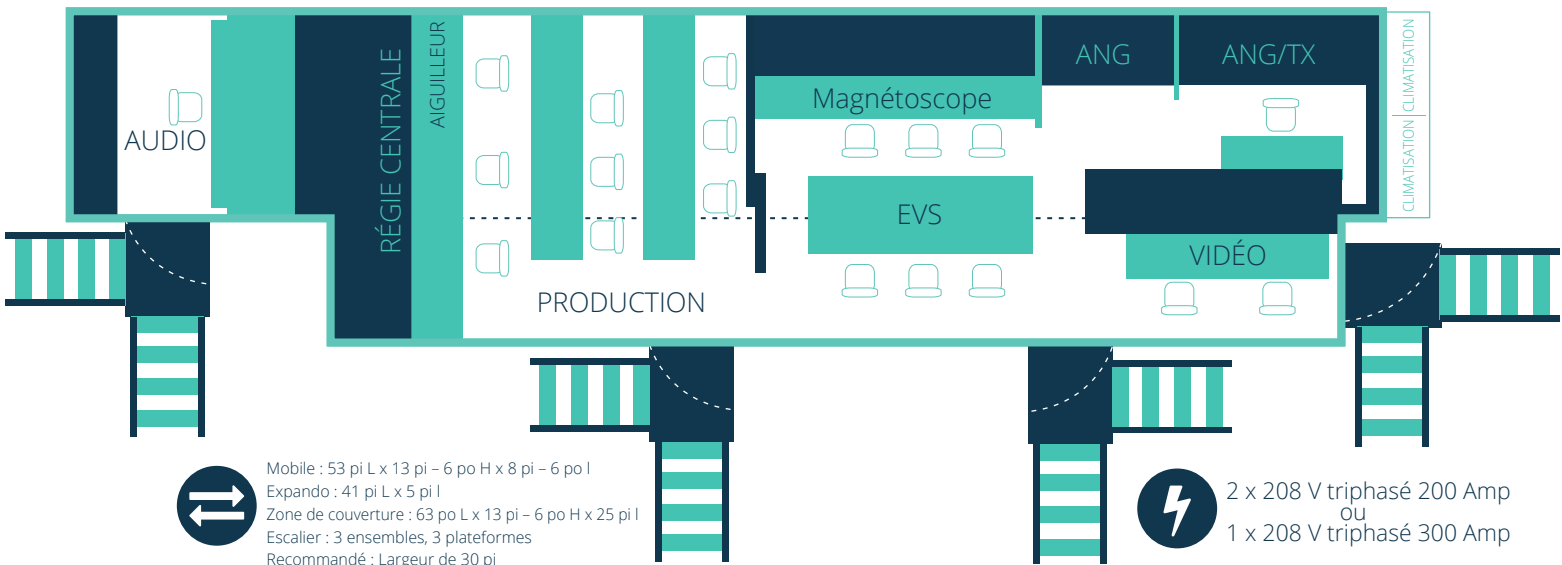 AUDIO
RÉGIE CENTRALE
AIGUILLEUR
PRODUCTION
Magnétoscope
EVS
ANG
ANG/TX
VIDÉO
CLIMATISATION
CLIMATISATION
Mobile : 53 pi L x 13 pi – 6 po H x 8 pi – 6 po l
Expando : 41 pi L x 5 pi l
Zone de couverture : 63 po L x 13 pi – 6 po H x 25 pi l
Escalier : 3 ensembles, 3 plateformes
Recommandé : Largeur de 30 pi
2 x 208 V triphasé 200 Amp
ou
1 x 208 V triphasé 300 Amp